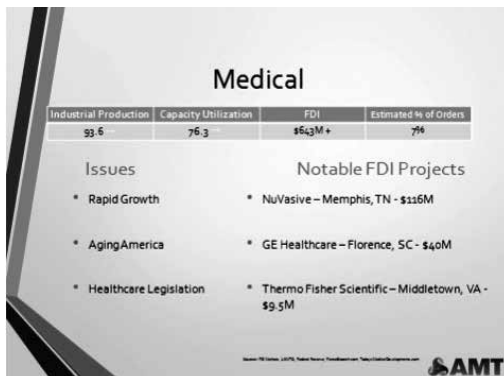 Medical
Industrial Production Capacity Utilization FDI Estimated % of Orders
93.6 76.3 $643M + 7%
Issues
Notable FDI Projects
• Rapid Growth
• NuVasive – Memphis, TN - $116M
• Aging America
• GE Healthcare – Florence, SC - $40M
• Healthcare Legislation
• Thermo Fisher Scientific – Middletown, VA -
$9.5M
AMT